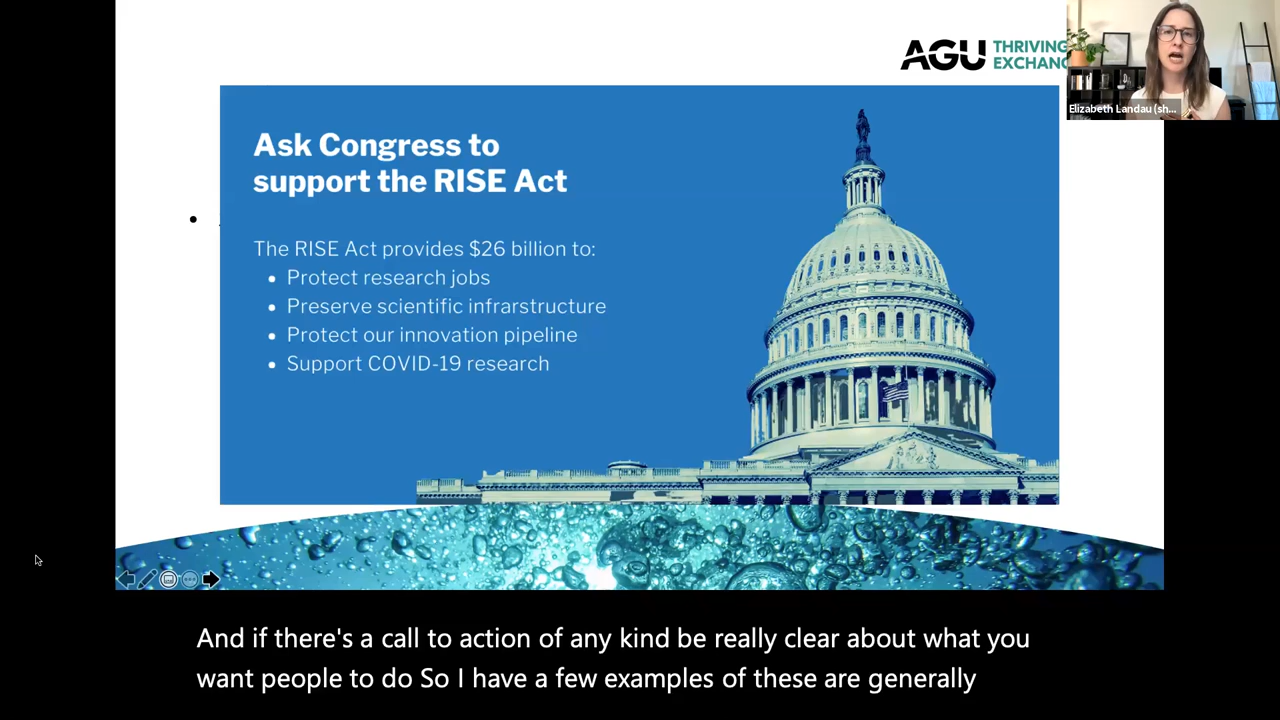 AGU THRIVING
EXCHANG
Elizabeth Landau (sh...
Ask Congress to
support the RISE Act
The RISE Act provides $26 billion to:
• Protect research jobs
• Preserve scientific infrarstructure
• Protect our innovation pipeline
• Support COVID-19 research
And if there's a call to action of any kind be really clear about what you
want people to do So I have a few examples of these are generally